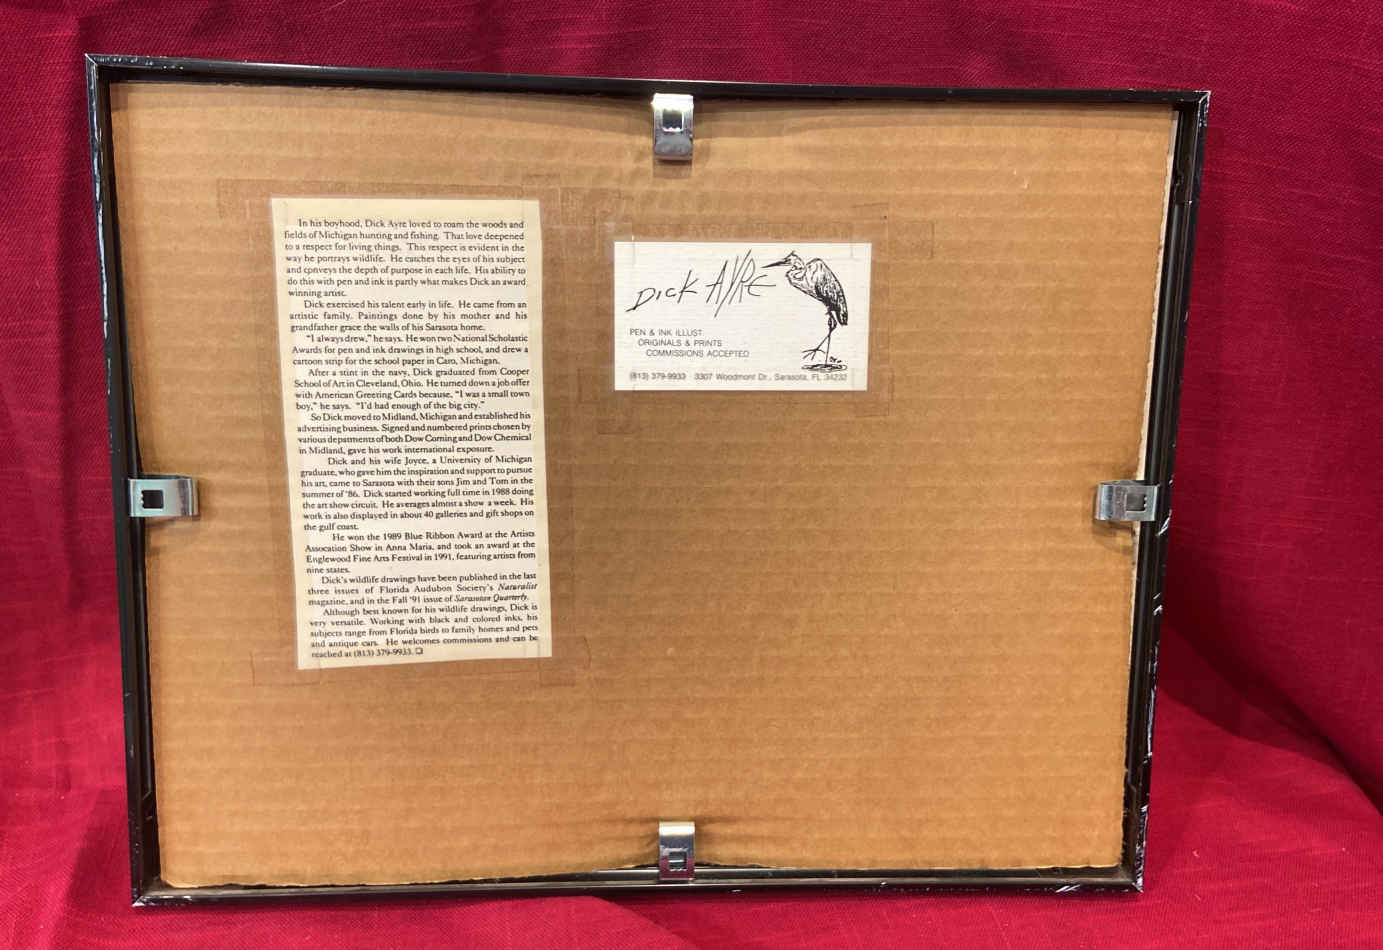 In his boyhood, Dick Ayre loved to roam the woods and
fields of Michigan hunting and fishing. That love deepened
to a respect for living things. This respect is evident in the
way he portrays wildlife. He catches the eyes of his subject
and conveys the depth of purpose in each life. His ability to
do this with pen and ink is partly what makes Dick an award
winning artist.
Dick exercised his talent early in life. He came from an
artistic family. Paintings done by his mother and his
grandfather grace the walls of his Sarasota home.
"I always drew," he says. He won two National Scholastic
Awards for pen and ink drawings in high school, and drew a
cartoon strip for the school paper in Caro, Michigan.
After a stint in the navy, Dick graduated from Cooper
School of Art in Cleveland, Ohio. He turned down a job offer
with American Greeting Cards because, "I was a small town
boy," he says. "I'd had enough of the big city."
So Dick moved to Midland, Michigan and established his
advertising business. Signed and numbered prints chosen by
various depatments of both Dow Corning and Dow Chemical
in Midland, gave his work international exposure.
Dick and his wife Joyce, a University of Michigan
graduate, who gave him the inspiration and support to pursue
his art, came to Sarasota with their sons Jim and Tom in the
summer of '86. Dick started working full time in 1988 doing
the art show circuit. He averages almost a show a week. His
work is also displayed in about 40 galleries and gift shops on
the gulf coast.
He won the 1989 Blue Ribbon Award at the Artists
Assocation Show in Anna Maria, and took an award at the
Englewood Fine Arts Festival in 1991, featuring artists from
nine states.
Dick's wildlife drawings have been published in the last
three issues of Florida Audubon Society's Naturalist
magazine, and in the Fall '91 issue of Sarasotan Quarterly.
Although best known for his wildlife drawings, Dick is
very versatile. Working with black and colored inks, his
subjects range from Florida birds to family homes and pets
and antique cars. He welcomes commissions and can be
reached at (813) 379-9933. ❑
DICK AYRE
PEN & INK ILLUST.
ORIGINALS & PRINTS
COMMISSIONS ACCEPTED
(813) 379-9933 3307 Woodmont Dr., Sarasota, FL 34232